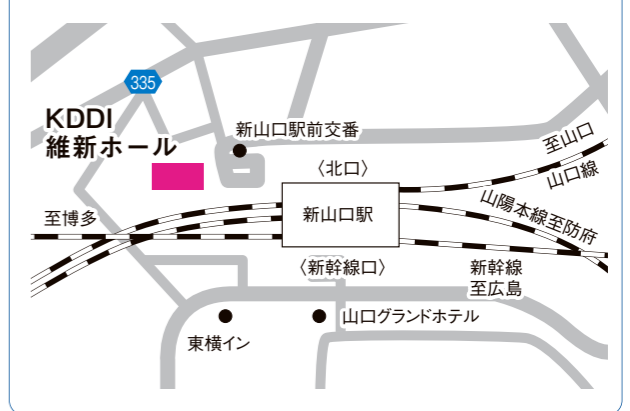 335
KDDI
維新ホール
新山口駅前交番
〈北口〉
至山口
山口線
新山口駅
山陽本線至防府
至博多
〈新幹線口〉
新幹線
至広島
東横イン
山口グランドホテル